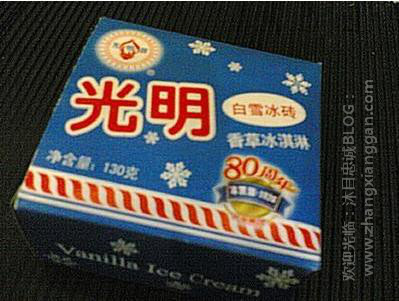 光明
白雪冰砖
香草冰淇淋
净含量：130克
80周年
Vanilla Ice Cream
欢迎光临：沐目忠诚BLOG：
www.zhangxianggan.com